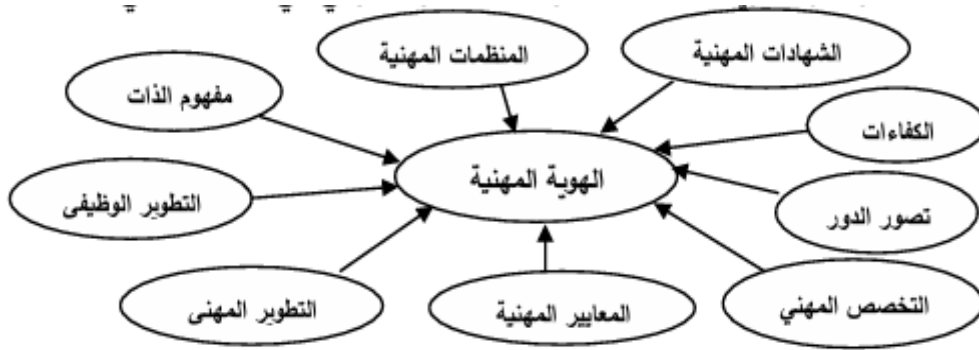 الشهادات المهنية
المنظمات المهنية
مفهوم الذات
الكفاءات
الهوية المهنية
التطوير الوظيفى
تصور الدور
التخصص المهني
المعايير المهنية
التطوير المهنى